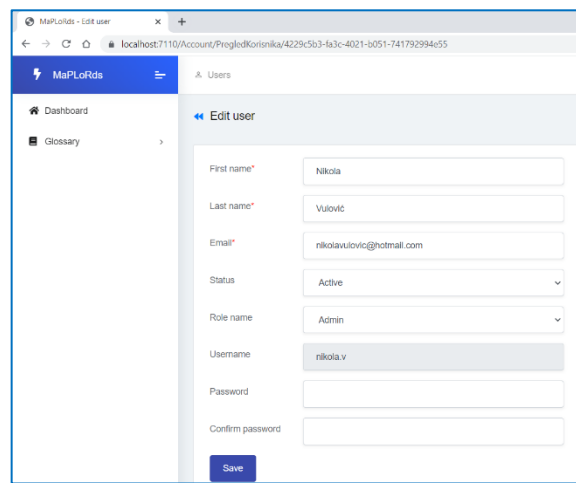 MaPLoRds - Edit user
localhost:7110/Account/PregledKorisnika/4229c5b3-fa3c-4021-b051-741792994e55
MaPLoRds
Users
Dashboard
Glossary
Edit user
First name* Nikola
Last name* Vulović
Email* nikolavulovic@hotmail.com
Status Active
Role name Admin
Username nikola.v
Password
Confirm password
Save